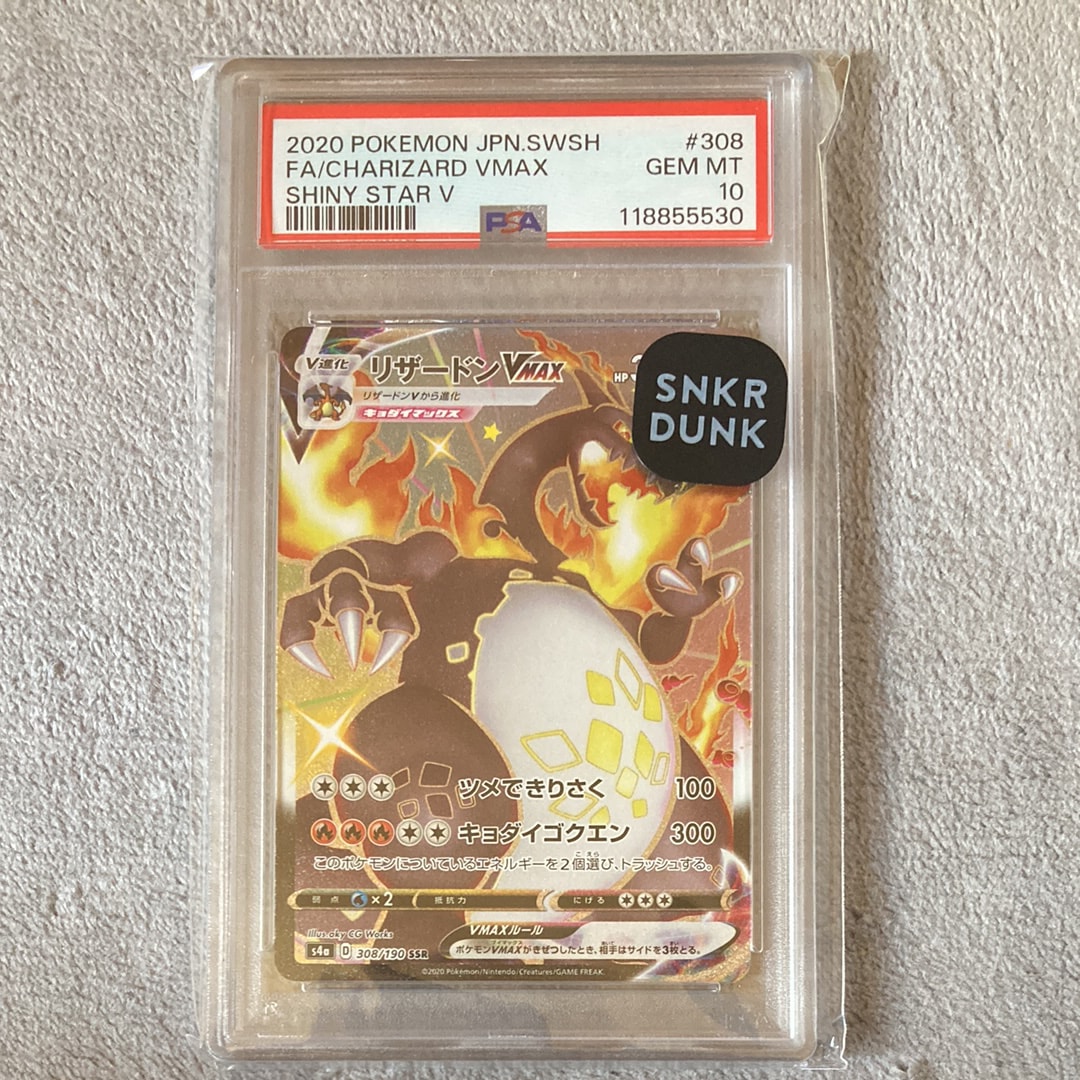 2020 POKEMON JPN.SWSH #308
FA/CHARIZARD VMAX GEM MT
SHINY STAR V 10
PSA 118855530
V進化 リザードンVMAX HP
リザードンVから進化
キョダイマックス
SNKR
DUNK
ツメできりさく 100
キョダイゴクエン 300
このポケモンについているエネルギーを2個選び、トラッシュする。
弱点 ×2 抵抗力 にげる
Illus.aky CG Works
VMAXルール
ポケモンVMAXがきぜつしたとき、相手はサイドを3枚とる。
s4a D 308/190 SSR
©2020 Pokémon/Nintendo/Creatures/GAME FREAK.